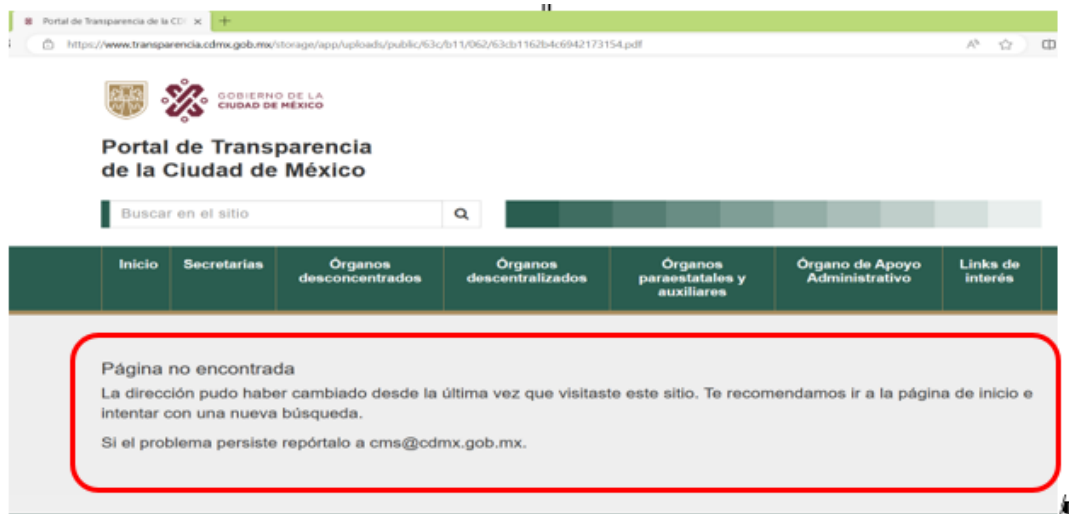 Portal de Transparencia de la CD
https://www.transparencia.cdmx.gob.mx/storage/app/uploads/public/63c/b11/062/63cb1162b4c6942173154.pdf
GOBIERNO DE LA
CIUDAD DE MÉXICO
Portal de Transparencia
de la Ciudad de México
Buscar en el sitio
Inicio Secretarías Órganos desconcentrados Órganos descentralizados Órganos paraestatales y auxiliares Órgano de Apoyo Administrativo Links de interés
Página no encontrada
La dirección pudo haber cambiado desde la última vez que visitaste este sitio. Te recomendamos ir a la página de inicio e
intentar con una nueva búsqueda.
Si el problema persiste repórtalo a cms@cdmx.gob.mx.